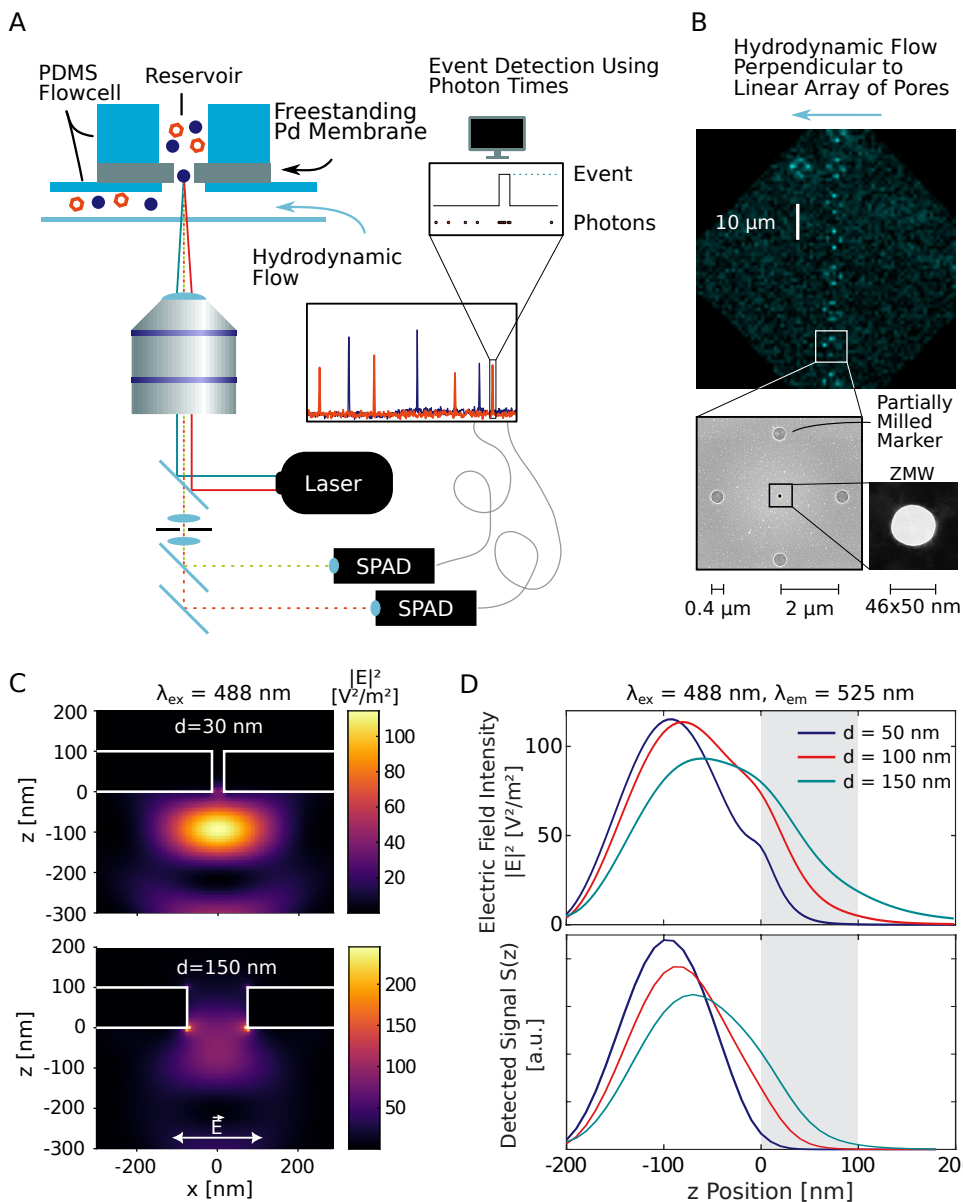 A
PDMS
Flowcell
Reservoir
Freestanding
Pd Membrane
Hydrodynamic
Flow
Event Detection Using
Photon Times
Event
Photons
Laser
SPAD
SPAD
B
Hydrodynamic Flow
Perpendicular to
Linear Array of Pores
10 µm
Partially
Milled
Marker
ZMW
0.4 µm
2 µm
46x50 nm
C
λex = 488 nm
|E|²
[V²/m²]
d=30 nm
200
100
0
-100
-200
-300
z [nm]
100
80
60
40
20
d=150 nm
200
100
0
-100
-200
-300
z [nm]
200
150
100
50
E
-200
0
200
x [nm]
D
λex = 488 nm, λem = 525 nm
Electric Field Intensity
|E|² [V²/m²]
100
50
0
d = 50 nm
d = 100 nm
d = 150 nm
Detected Signal S(z)
[a.u.]
-200
-100
0
100
20
z Position [nm]